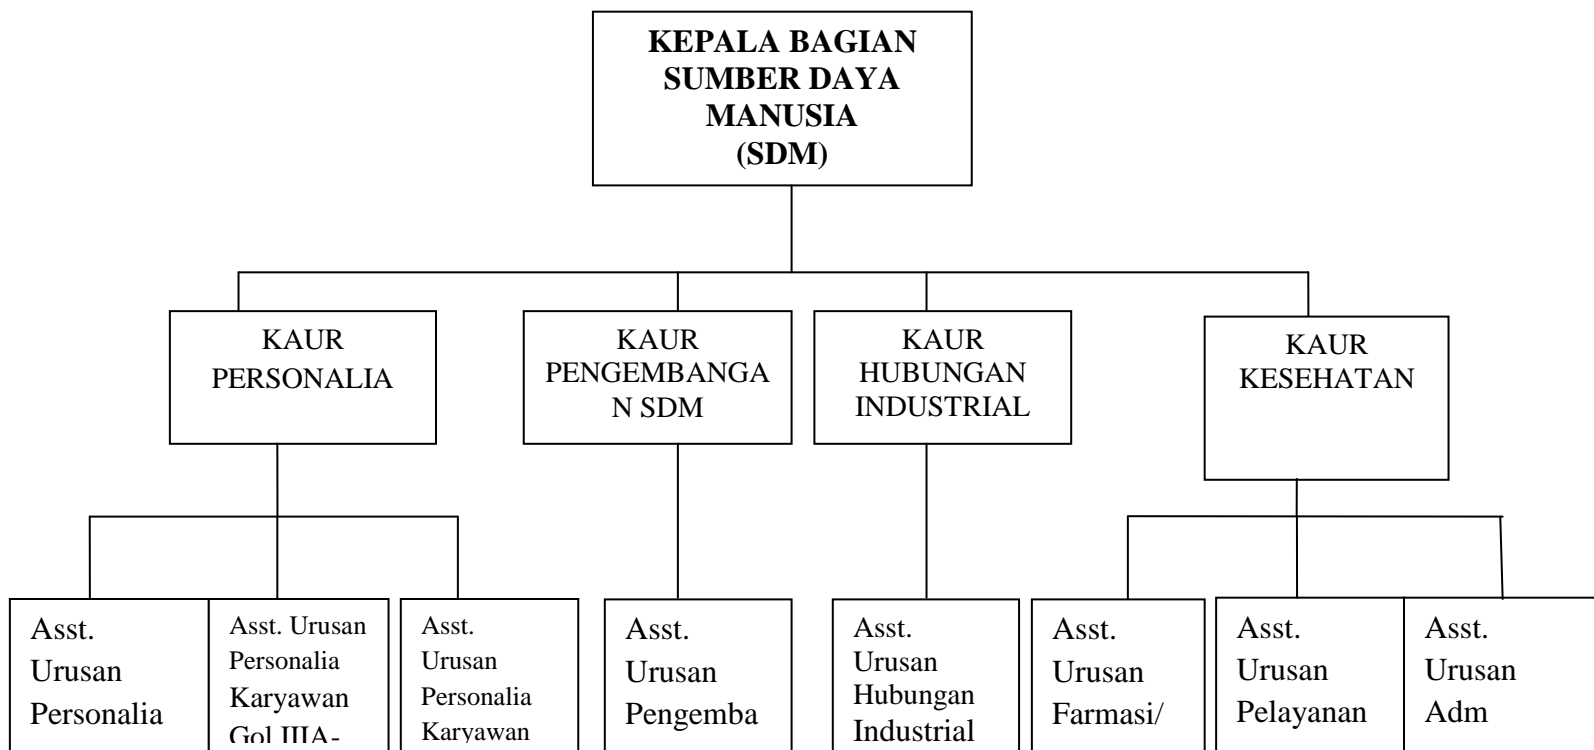 KEPALA BAGIAN
SUMBER DAYA
MANUSIA
(SDM)
KAUR
PERSONALIA
KAUR
PENGEMBANGA
N SDM
KAUR
HUBUNGAN
INDUSTRIAL
KAUR
KESEHATAN
Asst.
Urusan
Personalia
Asst. Urusan
Personalia
Karyawan
Gol IIIA-
Asst.
Urusan
Personalia
Karyawan
Asst.
Urusan
Pengemba
Asst.
Urusan
Hubungan
Industrial
Asst.
Urusan
Farmasi/
Asst.
Urusan
Pelayanan
Asst.
Urusan
Adm